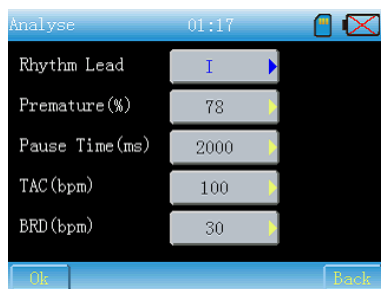 Analyse 01:17
Rhythm Lead I
Premature(%) 78
Pause Time(ms) 2000
TAC(bpm) 100
BRD(bpm) 30
Ok Back